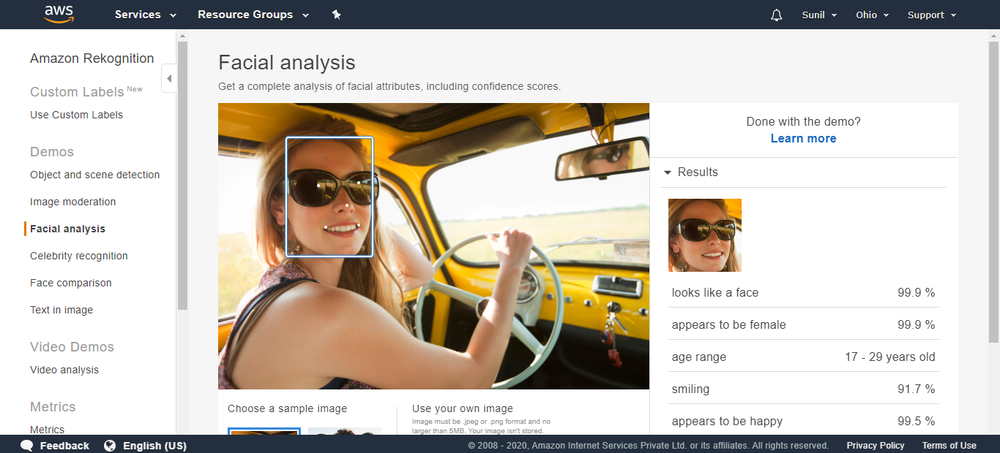 aws
Services
Resource Groups
Sunil
Ohio
Support
Amazon Rekognition
Custom Labels New
Use Custom Labels
Demos
Object and scene detection
Image moderation
Facial analysis
Celebrity recognition
Face comparison
Text in image
Video Demos
Video analysis
Metrics
Metrics
Facial analysis
Get a complete analysis of facial attributes, including confidence scores.
Choose a sample image
Use your own image
Image must be .jpeg or .png format and no
larger than 5MB. Your image isn't stored.
Done with the demo?
Learn more
Results
looks like a face 99.9 %
appears to be female 99.9 %
age range 17 - 29 years old
smiling 91.7 %
appears to be happy 99.5 %
Feedback
English (US)
© 2008 - 2020, Amazon Internet Services Private Ltd. or its affiliates. All rights reserved.
Privacy Policy
Terms of Use